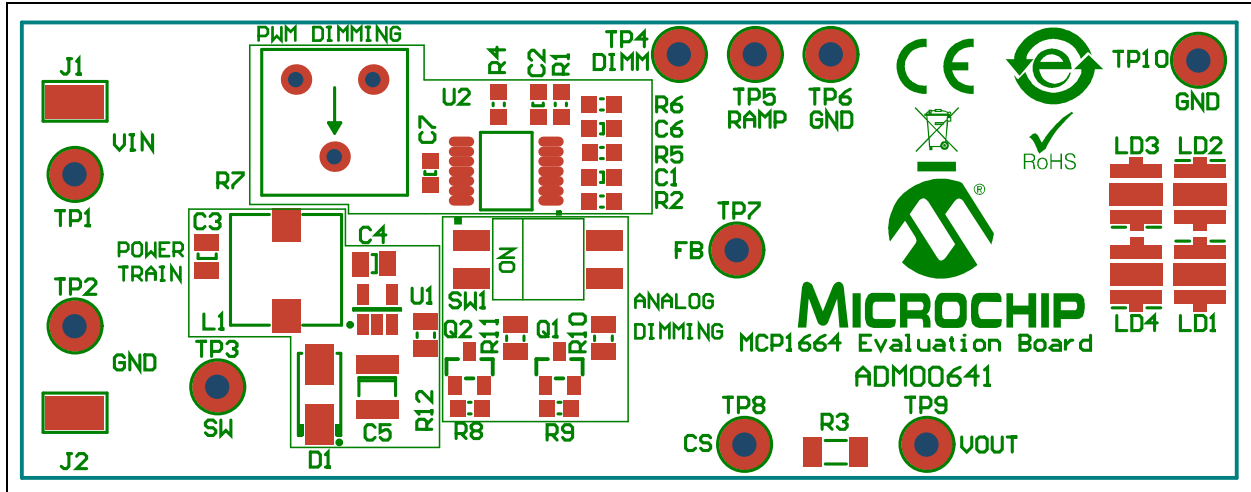 PWM DIMMING
J1
VIN
TP1
TP2
GND
J2
R7
U2
R4
C2
R1
C7
R6
C6
R5
C1
R2
TP4
DIMM
TP5
RAMP
TP6
GND
CE
e
RoHS
TP10
GND
LD3
LD2
LD4
LD1
C3
POWER
TRAIN
L1
C4
U1
TP3
SW
D1
C5
R12
SW1
ON
ANALOG
DIMMING
Q2
R11
Q1
R10
R8
R9
TP7
FB
®
MICROCHIP
MCP1664 Evaluation Board
ADM00641
TP8
CS
R3
TP9
VOUT